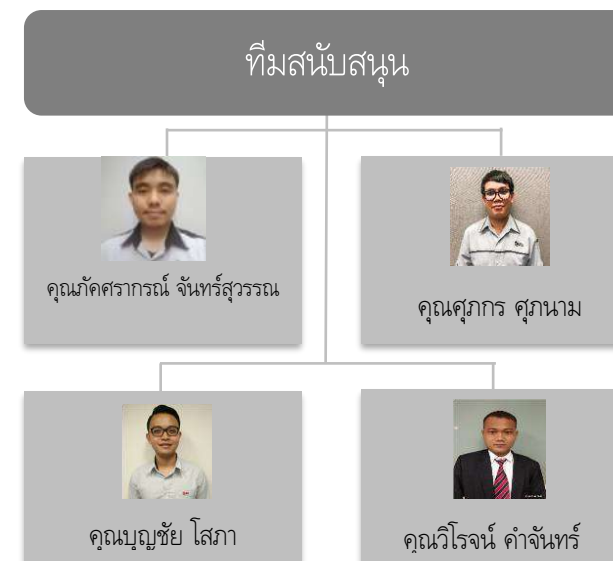 ทีมสนับสนุน
คุณภัคศรากรณ์ จันทร์สุวรรณ
คุณศุภกร ศุภนาม
คุณบุญชัย โสภา
คุณวิโรจน์ คำจันทร์